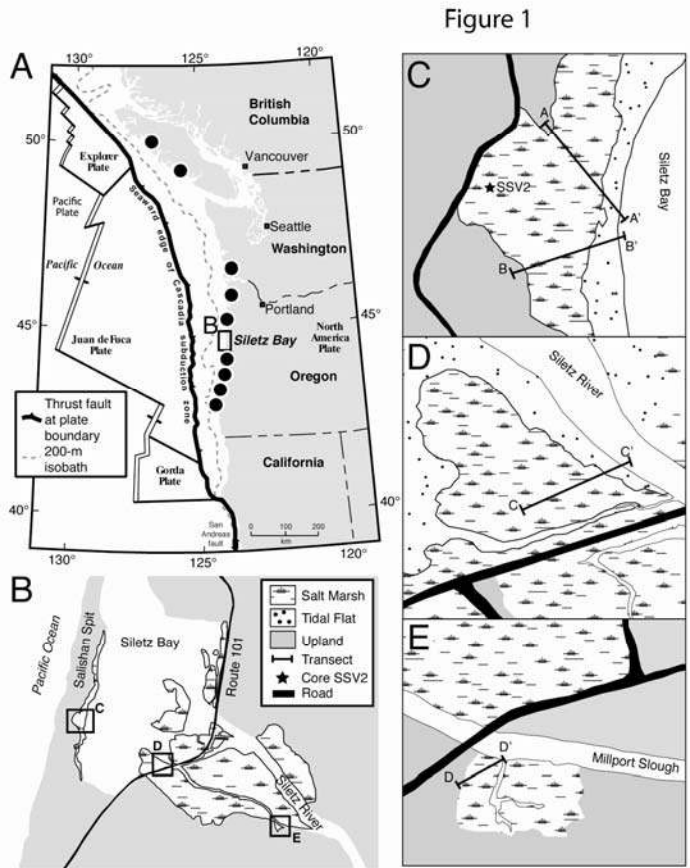 Figure 1
A
130°
125°
120°
50°
50°
45°
45°
40°
40°
130°
125°
120°
British
Columbia
Vancouver
Explorer
Plate
Pacific
Plate
Seattle
Washington
Pacific Ocean
Seaward edge of Cascadia subduction zone
Portland
B
Siletz Bay
North
America
Plate
Juan de Fuca
Plate
Oregon
Thrust fault
at plate
boundary
200-m
isobath
Gorda
Plate
California
San
Andreas
fault
0 100 200
km
B
Pacific Ocean
Salishan Spit
Siletz Bay
Route 101
Siletz River
C
D
E
Salt Marsh
Tidal Flat
Upland
Transect
Core SSV2
Road
C
A
SSV2
A'
B'
B
Siletz Bay
D
Siletz River
C'
C
E
Millport Slough
D'
D